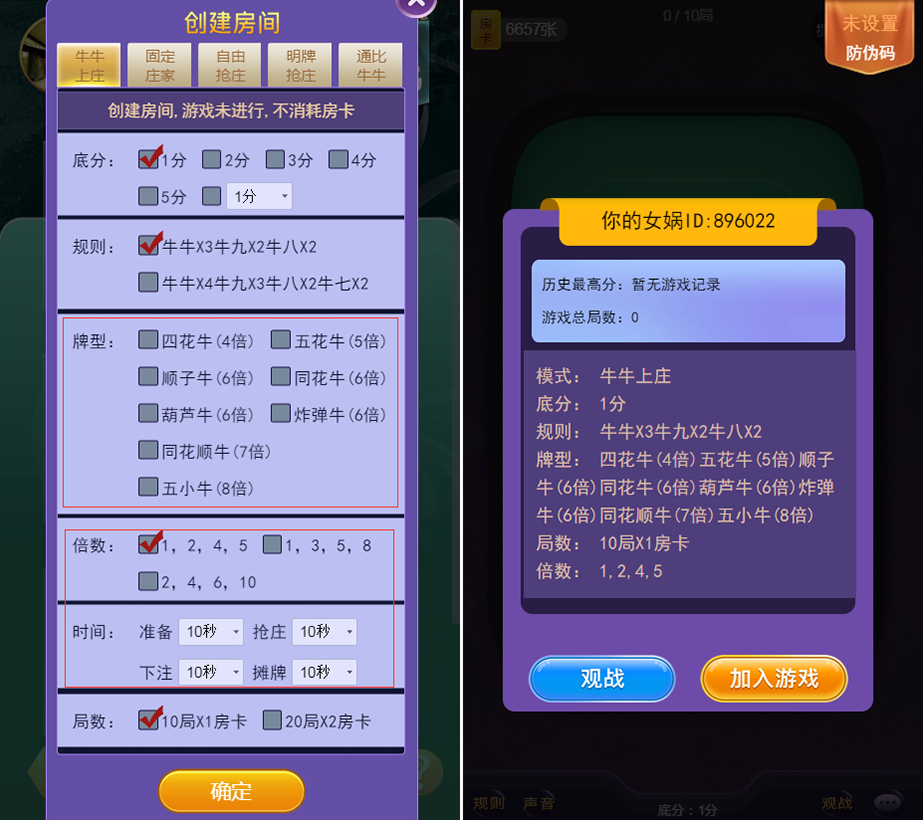 创建房间
牛牛上庄 固定庄家 自由抢庄 明牌抢庄 通比牛牛
创建房间,游戏未进行,不消耗房卡
底分: 1分 2分 3分 4分
5分 1分
规则: 牛牛X3牛九X2牛八X2
牛牛X4牛九X3牛八X2牛七X2
牌型: 四花牛(4倍) 五花牛(5倍)
顺子牛(6倍) 同花牛(6倍)
葫芦牛(6倍) 炸弹牛(6倍)
同花顺牛(7倍)
五小牛(8倍)
倍数: 1, 2, 4, 5 1, 3, 5, 8
2, 4, 6, 10
时间: 准备 10秒 抢庄 10秒
下注 10秒 摊牌 10秒
局数: 10局X1房卡 20局X2房卡
确定
房卡 6657张
0 / 10局
未设置
防伪码
你的女娲ID:896022
历史最高分: 暂无游戏记录
游戏总局数: 0
模式: 牛牛上庄
底分: 1分
规则: 牛牛X3牛九X2牛八X2
牌型: 四花牛(4倍)五花牛(5倍)顺子
牛(6倍)同花牛(6倍)葫芦牛(6倍)炸弹
牛(6倍)同花顺牛(7倍)五小牛(8倍)
局数: 10局X1房卡
倍数: 1,2,4,5
观战 加入游戏
规则 声音 底分：1分 观战